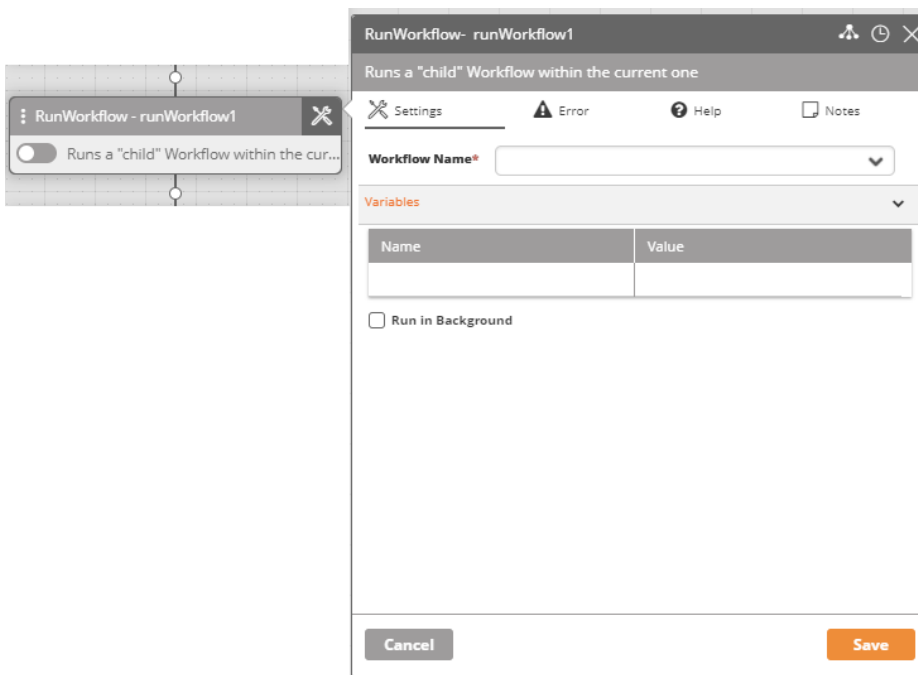 RunWorkflow - runWorkflow1
Runs a "child" Workflow within the cur...
RunWorkflow- runWorkflow1
Runs a "child" Workflow within the current one
Settings Error Help Notes
Workflow Name*
Variables
Name Value
Run in Background
Cancel Save